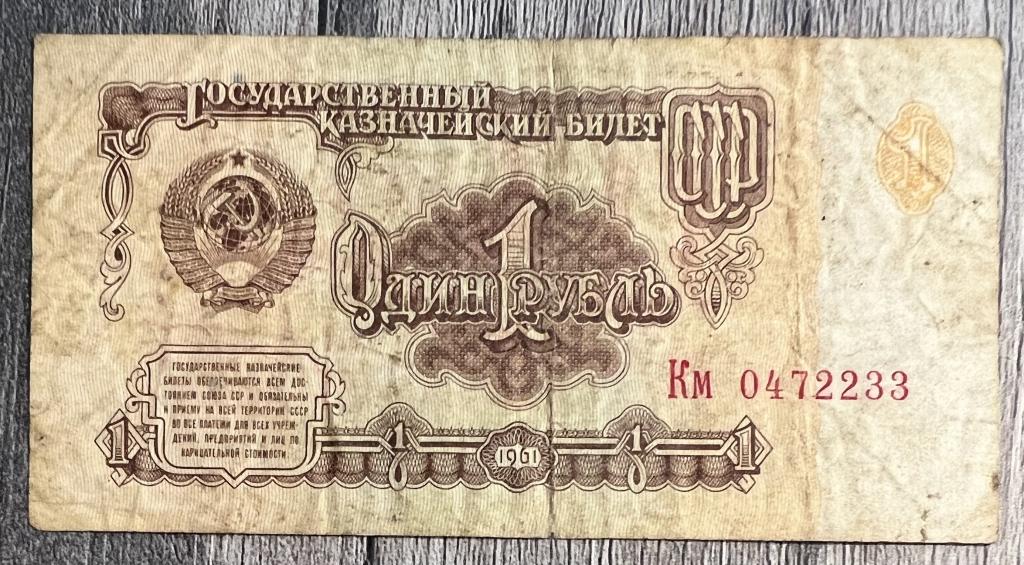 Государственный
казначейский билет
СССР
1
Один 1 рубль
Государственные казначейские
билеты обеспечиваются всем дос-
тоянием Союза ССР и обязательны
к приему на всей территории СССР
во все платежи для всех учреж-
дений, предприятий и лиц по
нарицательной стоимости.
Км 0472233
1 1 1961 1 1